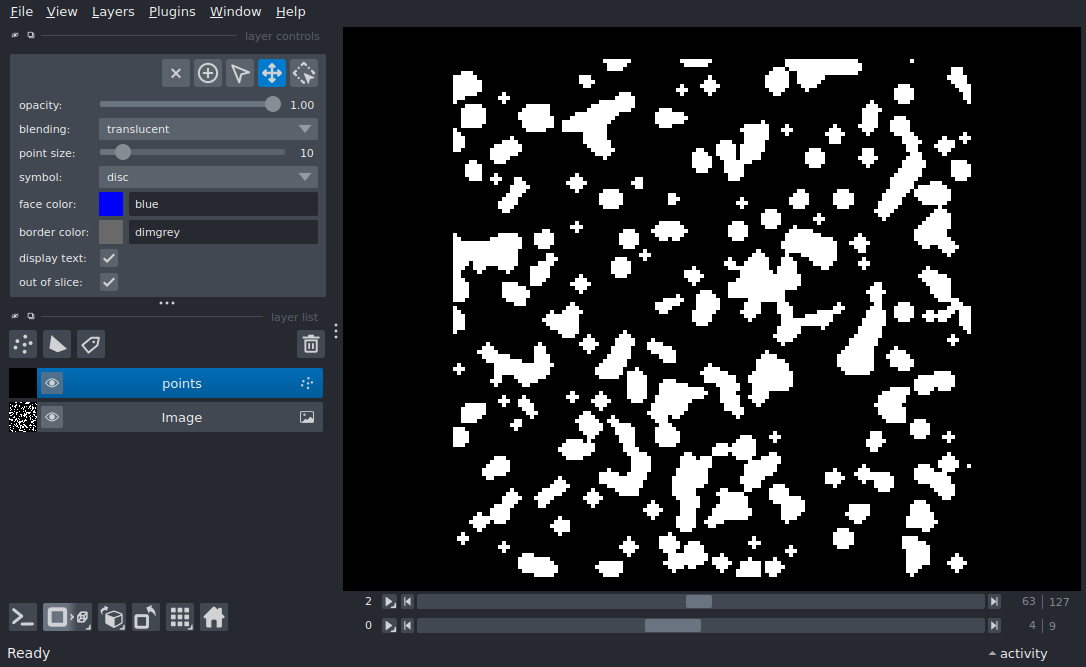 File View Layers Plugins Window Help
layer controls
opacity: 1.00
blending: translucent
point size: 10
symbol: disc
face color: blue
border color: dimgrey
display text:
out of slice:
layer list
points
Image
2 63 127
0 4 9
Ready activity